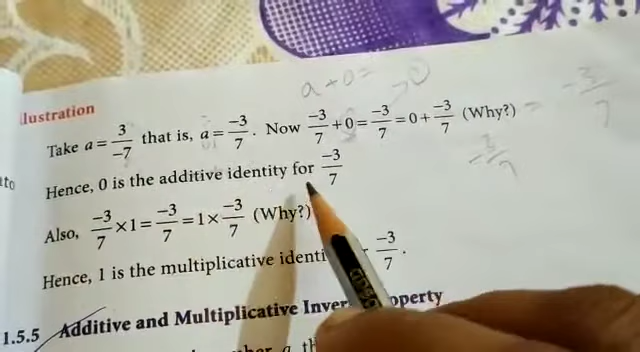 a + 0 =
lustration
Take a = 3/-7 that is, a = -3/7. Now -3/7 + 0 = -3/7 = 0 + -3/7 (Why?) = -3/7
-3/7
Hence, 0 is the additive identity for -3/7
Also, -3/7 × 1 = -3/7 = 1 × -3/7 (Why?)
Hence, 1 is the multiplicative identi -3/7.
1.5.5 Additive and Multiplicative Inver operty